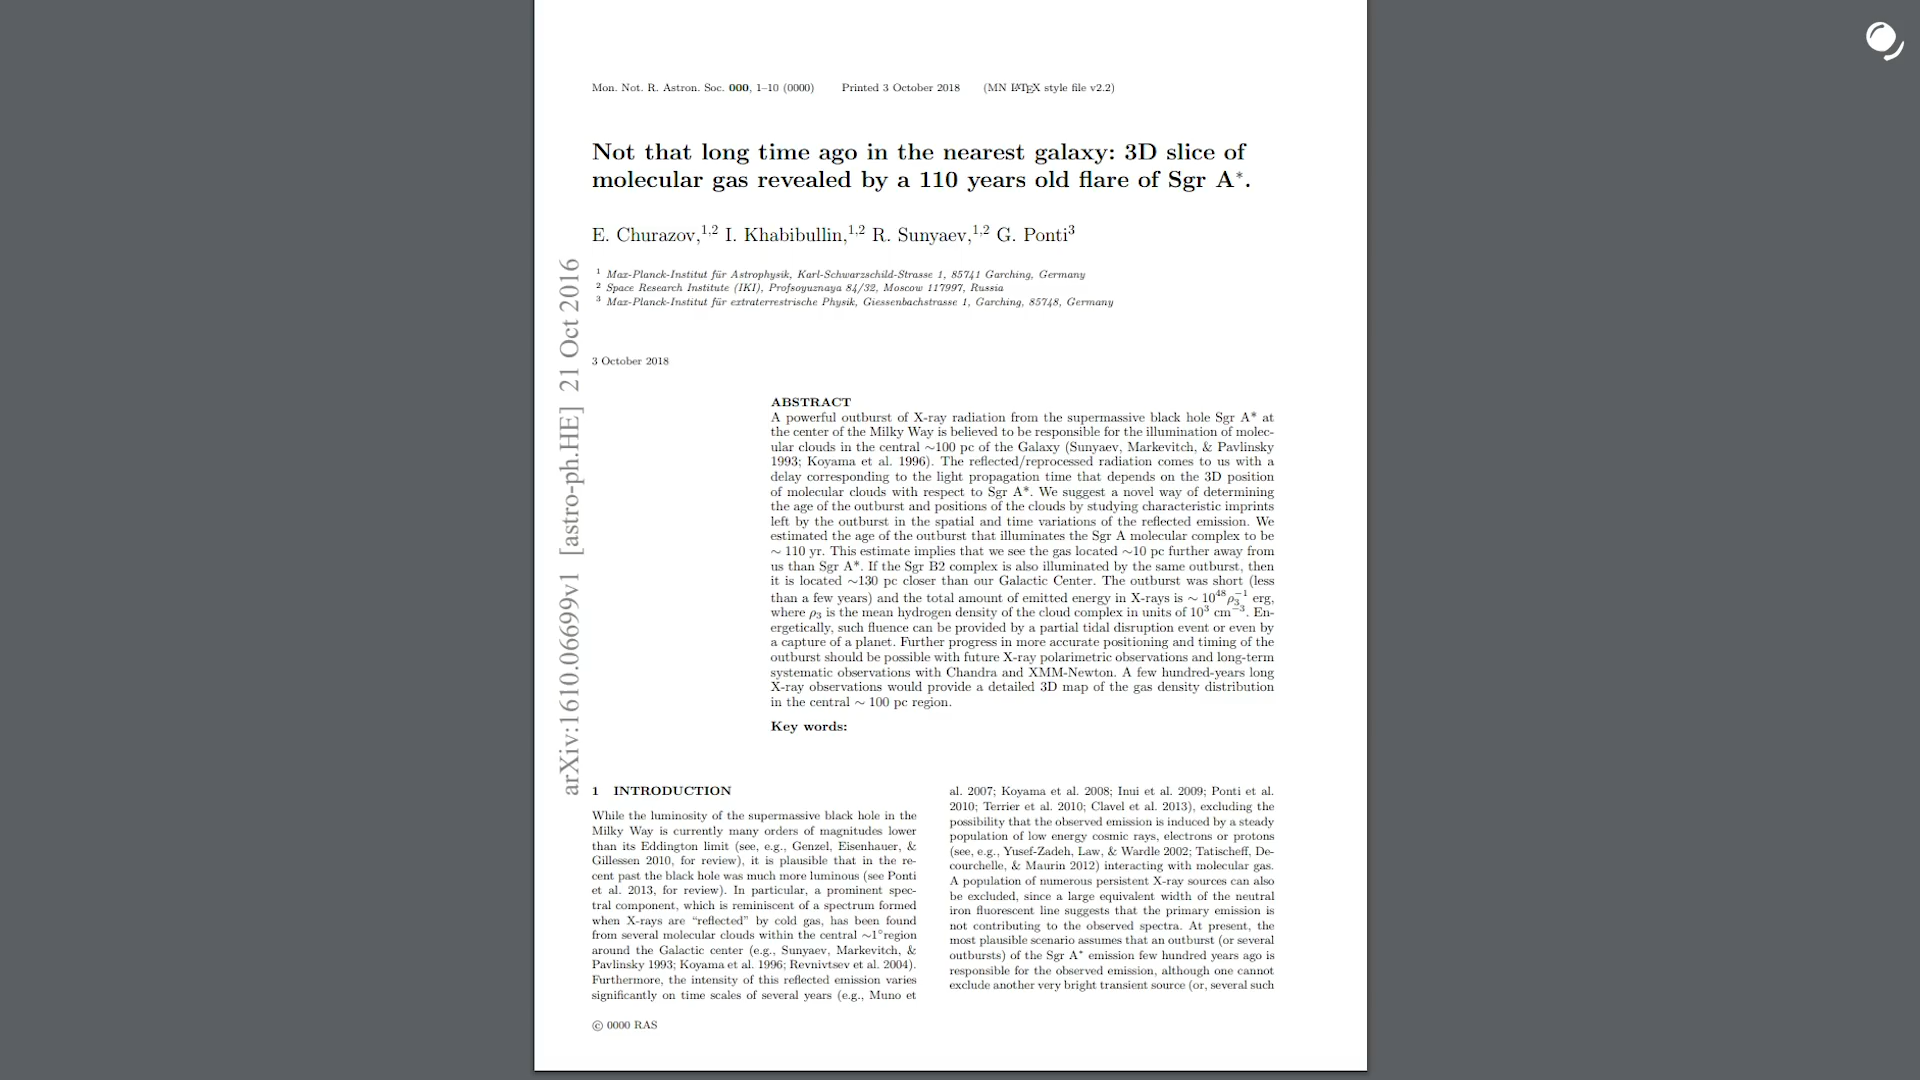 Mon. Not. R. Astron. Soc. 000, 1–10 (0000) Printed 3 October 2018 (MN LATEX style file v2.2)
Not that long time ago in the nearest galaxy: 3D slice of
molecular gas revealed by a 110 years old flare of Sgr A*.
E. Churazov,1,2 I. Khabibullin,1,2 R. Sunyaev,1,2 G. Ponti3
1 Max-Planck-Institut für Astrophysik, Karl-Schwarzschild-Strasse 1, 85741 Garching, Germany
2 Space Research Institute (IKI), Profsoyuznaya 84/32, Moscow 117997, Russia
3 Max-Planck-Institut für extraterrestrische Physik, Giessenbachstrasse 1, Garching, 85748, Germany
arXiv:1610.06699v1 [astro-ph.HE] 21 Oct 2016
3 October 2018
ABSTRACT
A powerful outburst of X-ray radiation from the supermassive black hole Sgr A* at
the center of the Milky Way is believed to be responsible for the illumination of molec-
ular clouds in the central ∼100 pc of the Galaxy (Sunyaev, Markevitch, & Pavlinsky
1993; Koyama et al. 1996). The reflected/reprocessed radiation comes to us with a
delay corresponding to the light propagation time that depends on the 3D position
of molecular clouds with respect to Sgr A*. We suggest a novel way of determining
the age of the outburst and positions of the clouds by studying characteristic imprints
left by the outburst in the spatial and time variations of the reflected emission. We
estimated the age of the outburst that illuminates the Sgr A molecular complex to be
∼ 110 yr. This estimate implies that we see the gas located ∼10 pc further away from
us than Sgr A*. If the Sgr B2 complex is also illuminated by the same outburst, then
it is located ∼130 pc closer than our Galactic Center. The outburst was short (less
than a few years) and the total amount of emitted energy in X-rays is ∼ 10^48 ρ3^−1 erg,
where ρ3 is the mean hydrogen density of the cloud complex in units of 10^3 cm^−3. En-
ergetically, such fluence can be provided by a partial tidal disruption event or even by
a capture of a planet. Further progress in more accurate positioning and timing of the
outburst should be possible with future X-ray polarimetric observations and long-term
systematic observations with Chandra and XMM-Newton. A few hundred-years long
X-ray observations would provide a detailed 3D map of the gas density distribution
in the central ∼ 100 pc region.
Key words:
1 INTRODUCTION
While the luminosity of the supermassive black hole in the
Milky Way is currently many orders of magnitudes lower
than its Eddington limit (see, e.g., Genzel, Eisenhauer, &
Gillessen 2010, for review), it is plausible that in the re-
cent past the black hole was much more luminous (see Ponti
et al. 2013, for review). In particular, a prominent spec-
tral component, which is reminiscent of a spectrum formed
when X-rays are “reflected” by cold gas, has been found
from several molecular clouds within the central ∼1°region
around the Galactic center (e.g., Sunyaev, Markevitch, &
Pavlinsky 1993; Koyama et al. 1996; Revnivtsev et al. 2004).
Furthermore, the intensity of this reflected emission varies
significantly on time scales of several years (e.g., Muno et
al. 2007; Koyama et al. 2008; Inui et al. 2009; Ponti et al.
2010; Terrier et al. 2010; Clavel et al. 2013), excluding the
possibility that the observed emission is induced by a steady
population of low energy cosmic rays, electrons or protons
(see, e.g., Yusef-Zadeh, Law, & Wardle 2002; Tatischeff, De-
courchelle, & Maurin 2012) interacting with molecular gas.
A population of numerous persistent X-ray sources can also
be excluded, since a large equivalent width of the neutral
iron fluorescent line suggests that the primary emission is
not contributing to the observed spectra. At present, the
most plausible scenario assumes that an outburst (or several
outbursts) of the Sgr A* emission few hundred years ago is
responsible for the observed emission, although one cannot
exclude another very bright transient source (or, several such
© 0000 RAS